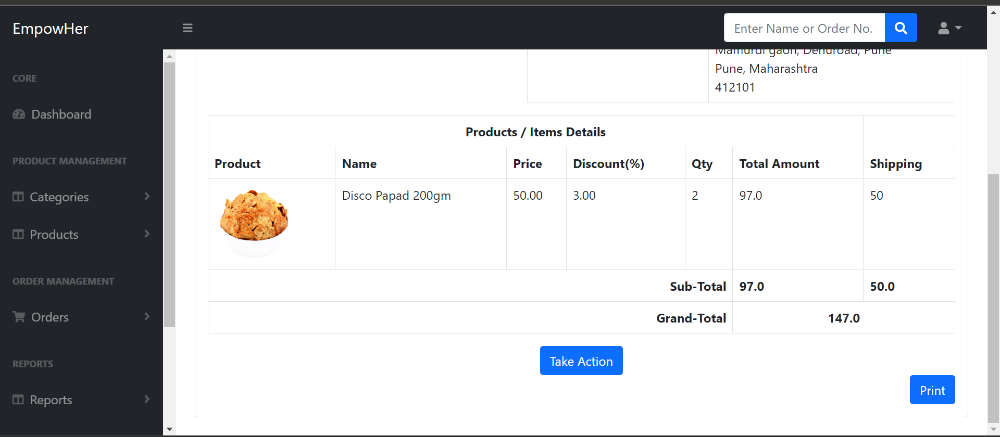 EmpowHer
Enter Name or Order No.
CORE
Dashboard
PRODUCT MANAGEMENT
Categories
Products
ORDER MANAGEMENT
Orders
REPORTS
Reports
Mamurdi gaon, Dehuroad, Pune
Pune, Maharashtra
412101
Products / Items Details
Product Name Price Discount(%) Qty Total Amount Shipping
Disco Papad 200gm 50.00 3.00 2 97.0 50
Sub-Total 97.0 50.0
Grand-Total 147.0
Take Action
Print